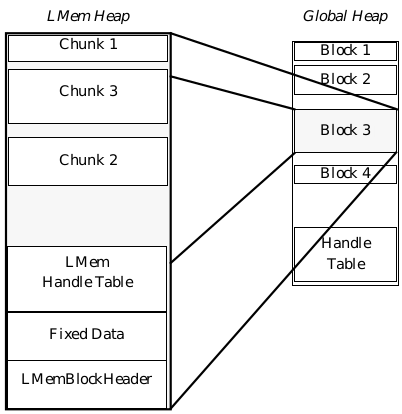 LMem Heap
Chunk 1
Chunk 3
Chunk 2
LMem
Handle Table
Fixed Data
LMemBlockHeader
Global Heap
Block 1
Block 2
Block 3
Block 4
Handle
Table